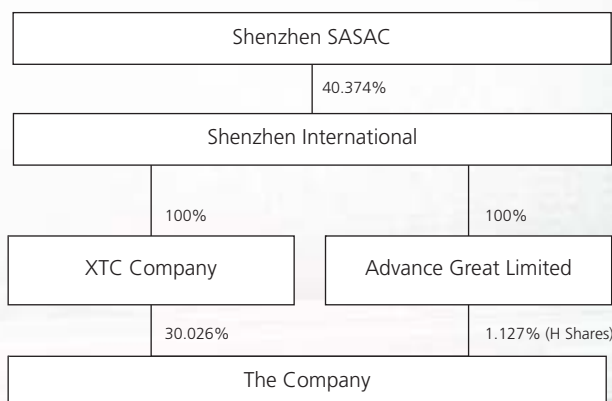 Shenzhen SASAC
40.374%
Shenzhen International
100%
100%
XTC Company
Advance Great Limited
30.026%
1.127% (H Shares)
The Company